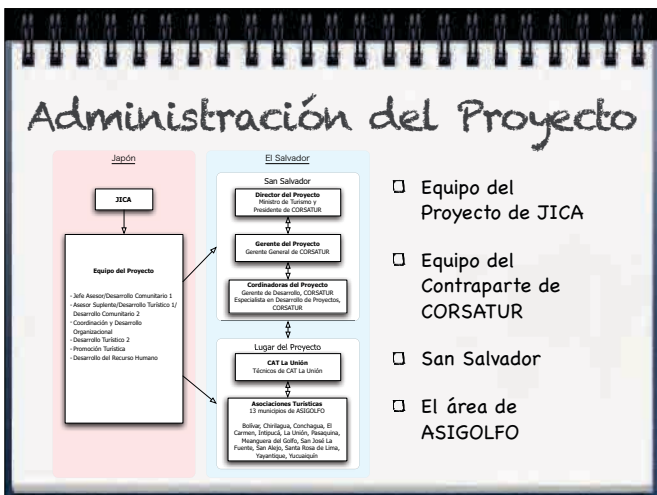 Administración del Proyecto
Japón
JICA
Equipo del Proyecto
- Jefe Asesor/Desarrollo Comunitario 1
- Asesor Suplente/Desarrollo Turístico 1/
Desarrollo Comunitario 2
- Coordinación y Desarrollo
Organizacional
- Desarrollo Turístico 2
- Promoción Turística
- Desarrollo del Recurso Humano
El Salvador
San Salvador
Director del Proyecto
Ministro de Turismo y
Presidente de CORSATUR
Gerente del Proyecto
Gerente General de CORSATUR
Cordinadoras del Proyecto
Gerente de Desarrollo, CORSATUR
Especialista en Desarrollo de Proyectos,
CORSATUR
Lugar del Proyecto
CAT La Unión
Técnicos de CAT La Unión
Asociaciones Turísticas
13 municipios de ASIGOLFO
Bolívar, Chirilagua, Conchagua, El
Carmen, Intipucá, La Unión, Pasaquina,
Meanguera del Golfo, San José La
Fuente, San Alejo, Santa Rosa de Lima,
Yayantique, Yucuaiquín
Equipo del
Proyecto de JICA
Equipo del
Contraparte de
CORSATUR
San Salvador
El área de
ASIGOLFO